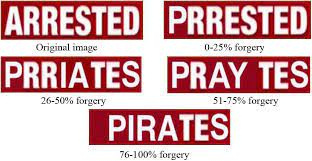 ARRESTED PRRESTED
Original image 0-25% forgery
PRRIATES PRAY TES
26-50% forgery 51-75% forgery
PIRATES
76-100% forgery